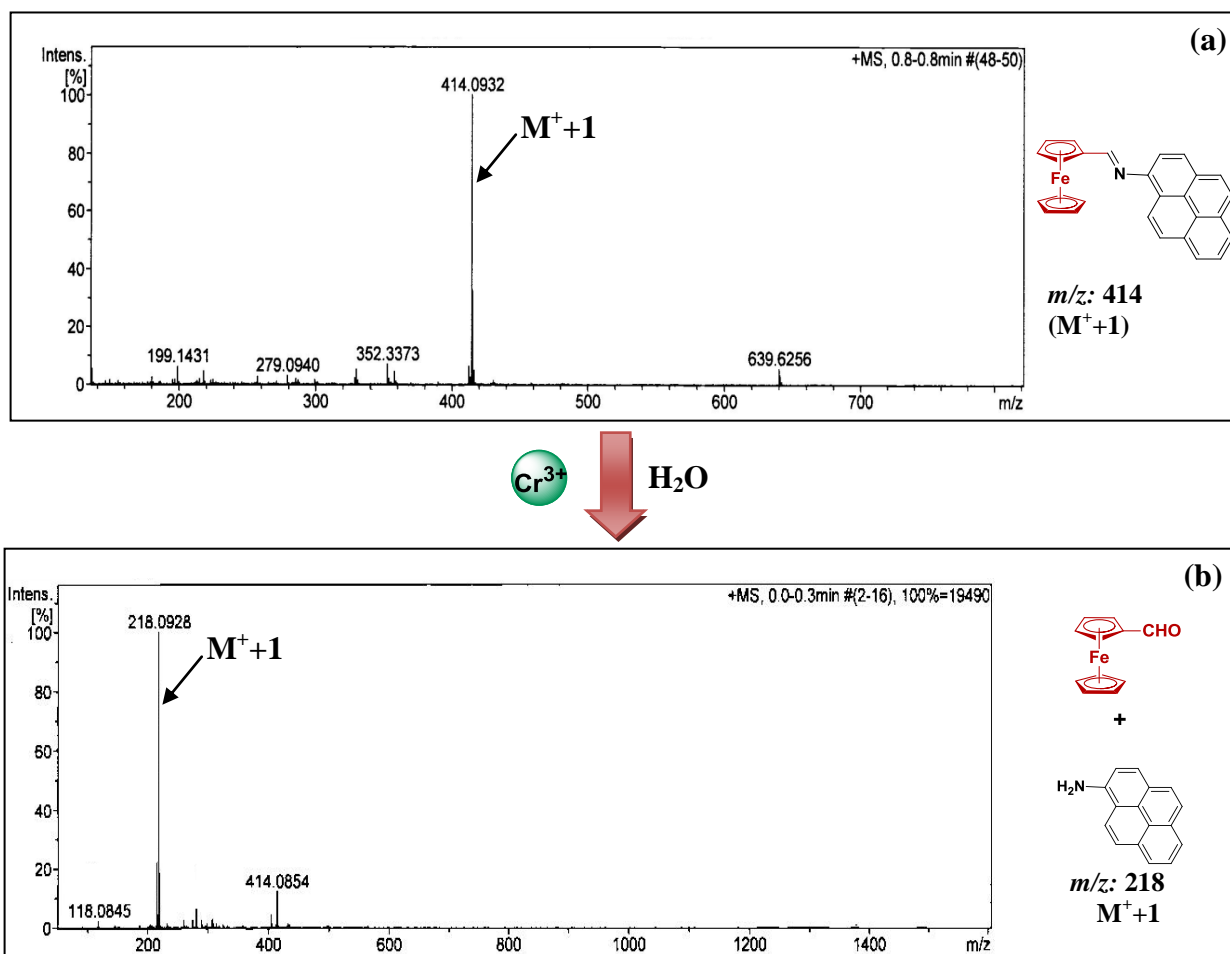 (a)
Intens.
[%]
+MS, 0.8-0.8min #(48-50)
414.0932
100
M⁺+1
80
60
40
20
0
199.1431
279.0940
352.3373
639.6256
200
300
400
500
600
700
m/z
Fe
N
m/z: 414
(M⁺+1)
Cr³⁺
H₂O
(b)
Intens.
[%]
+MS, 0.0-0.3min #(2-16), 100%=19490
218.0928
100
M⁺+1
80
60
40
20
0
118.0845
414.0854
200
400
600
800
1000
1200
1400
m/z
CHO
Fe
+
H₂N
m/z: 218
M⁺+1